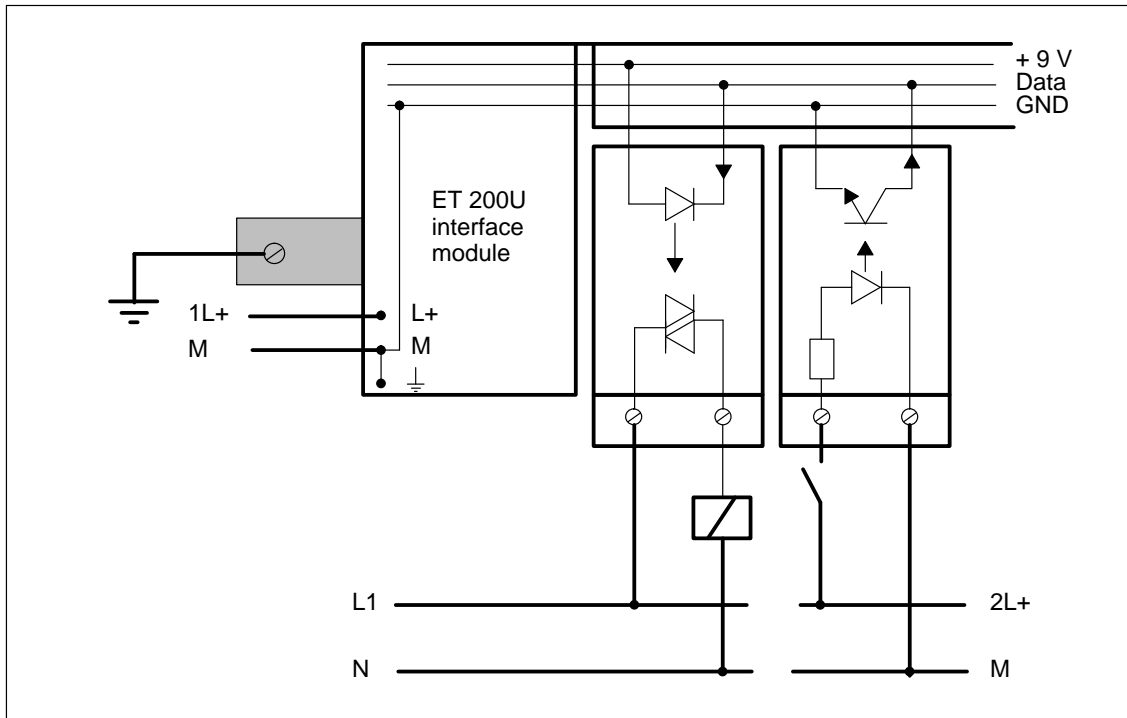 + 9 V
Data
GND
ET 200U
interface
module
1L+
L+
M
M
L1
2L+
N
M